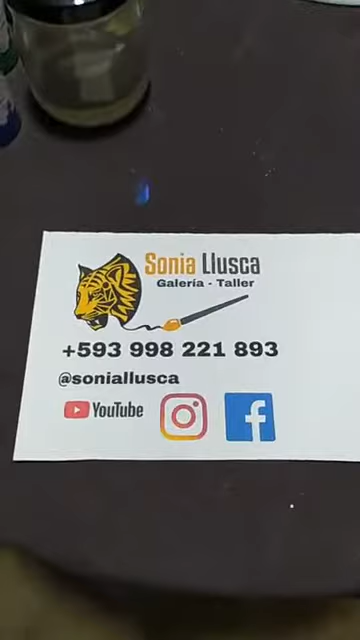 Sonia Llusca
Galería - Taller
+593 998 221 893
@soniallusca
YouTube